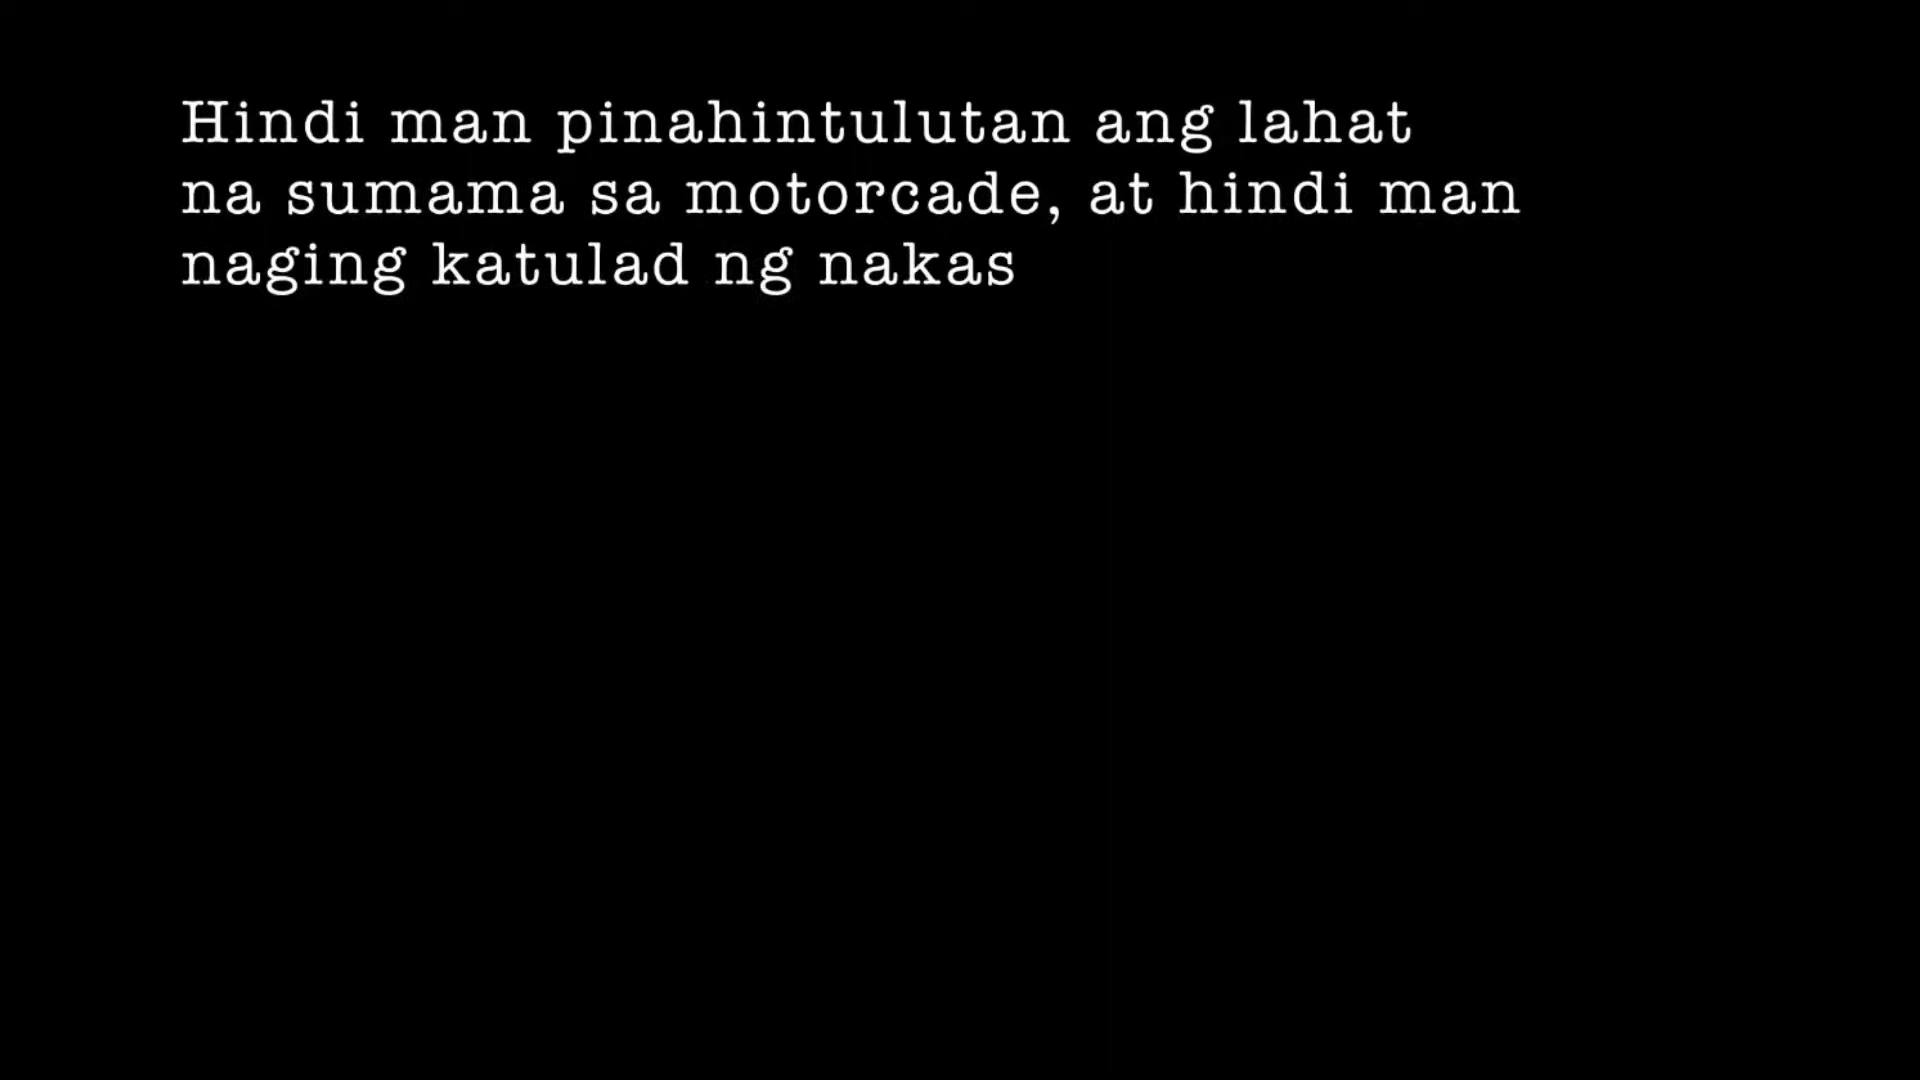 Hindi man pinahintulutan ang lahat
na sumama sa motorcade, at hindi man
naging katulad ng nakas